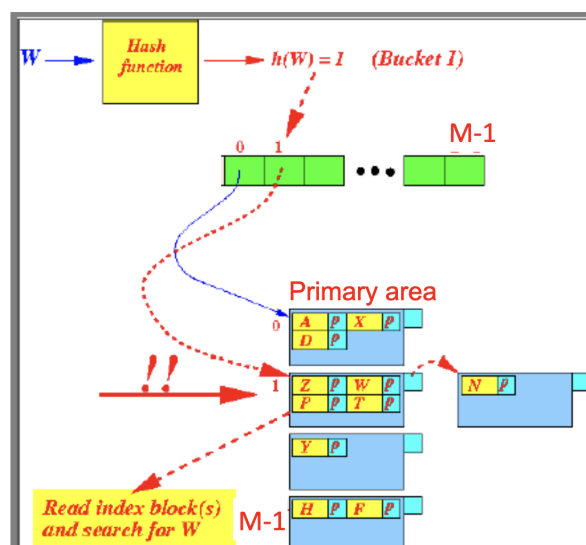 Hash
function
W
h(W) = 1 (Bucket 1)
M-1
0 1
Primary area
0
A p X p
D p
! !
1
Z p W p
P p T p
N p
Y p
Read index block(s)
and search for W
M-1
H p F p